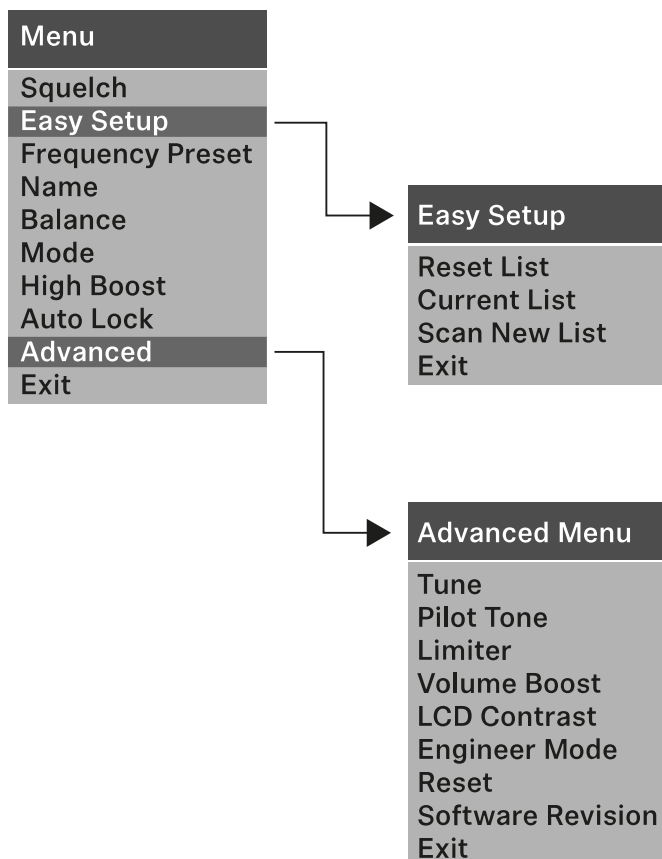 Menu
Squelch
Easy Setup
Frequency Preset
Name
Balance
Mode
High Boost
Auto Lock
Advanced
Exit
Easy Setup
Reset List
Current List
Scan New List
Exit
Advanced Menu
Tune
Pilot Tone
Limiter
Volume Boost
LCD Contrast
Engineer Mode
Reset
Software Revision
Exit